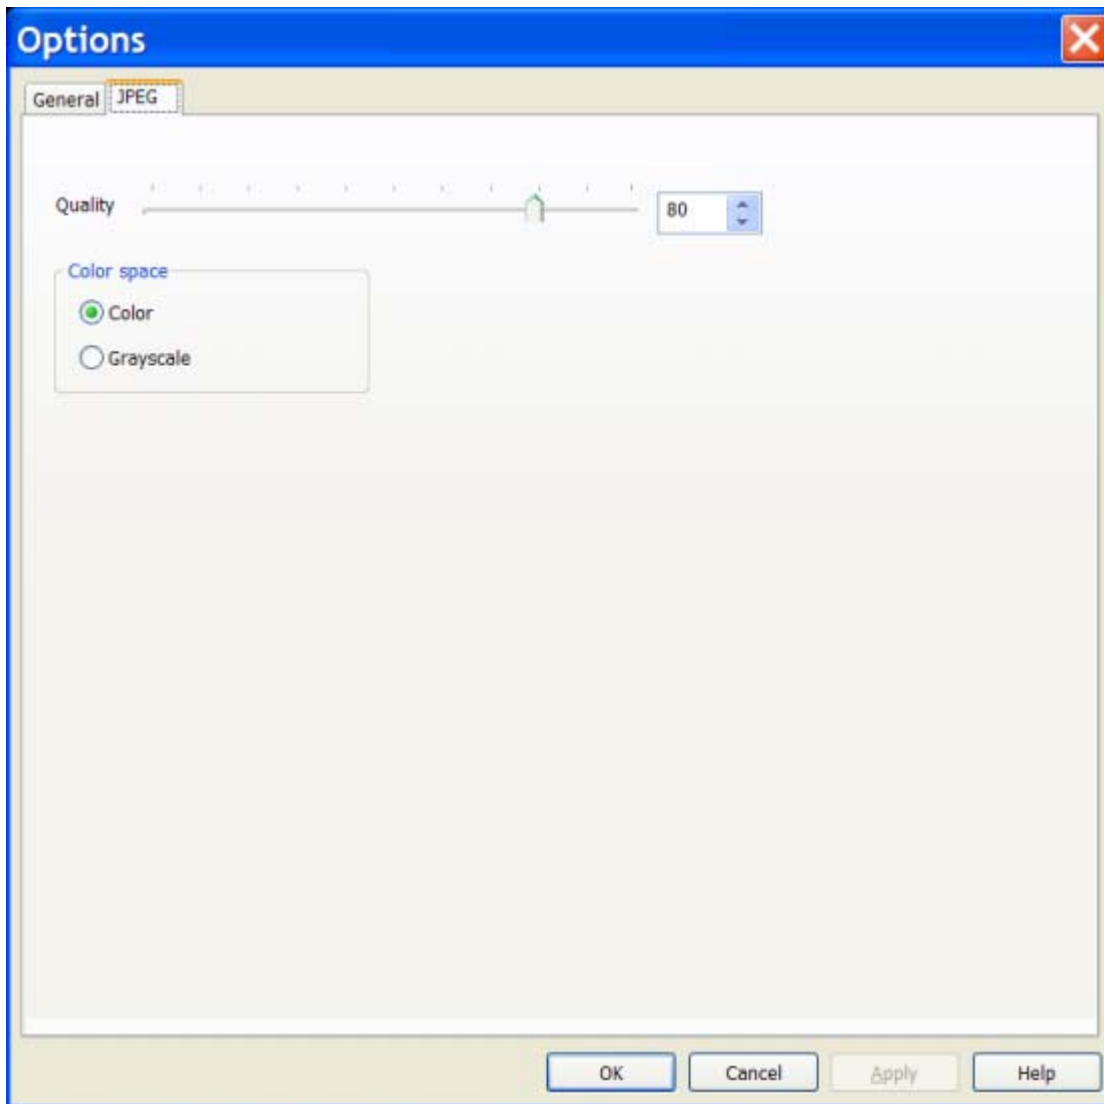 Options
General JPEG
Quality 80
Color space
Color
Grayscale
OK Cancel Apply Help